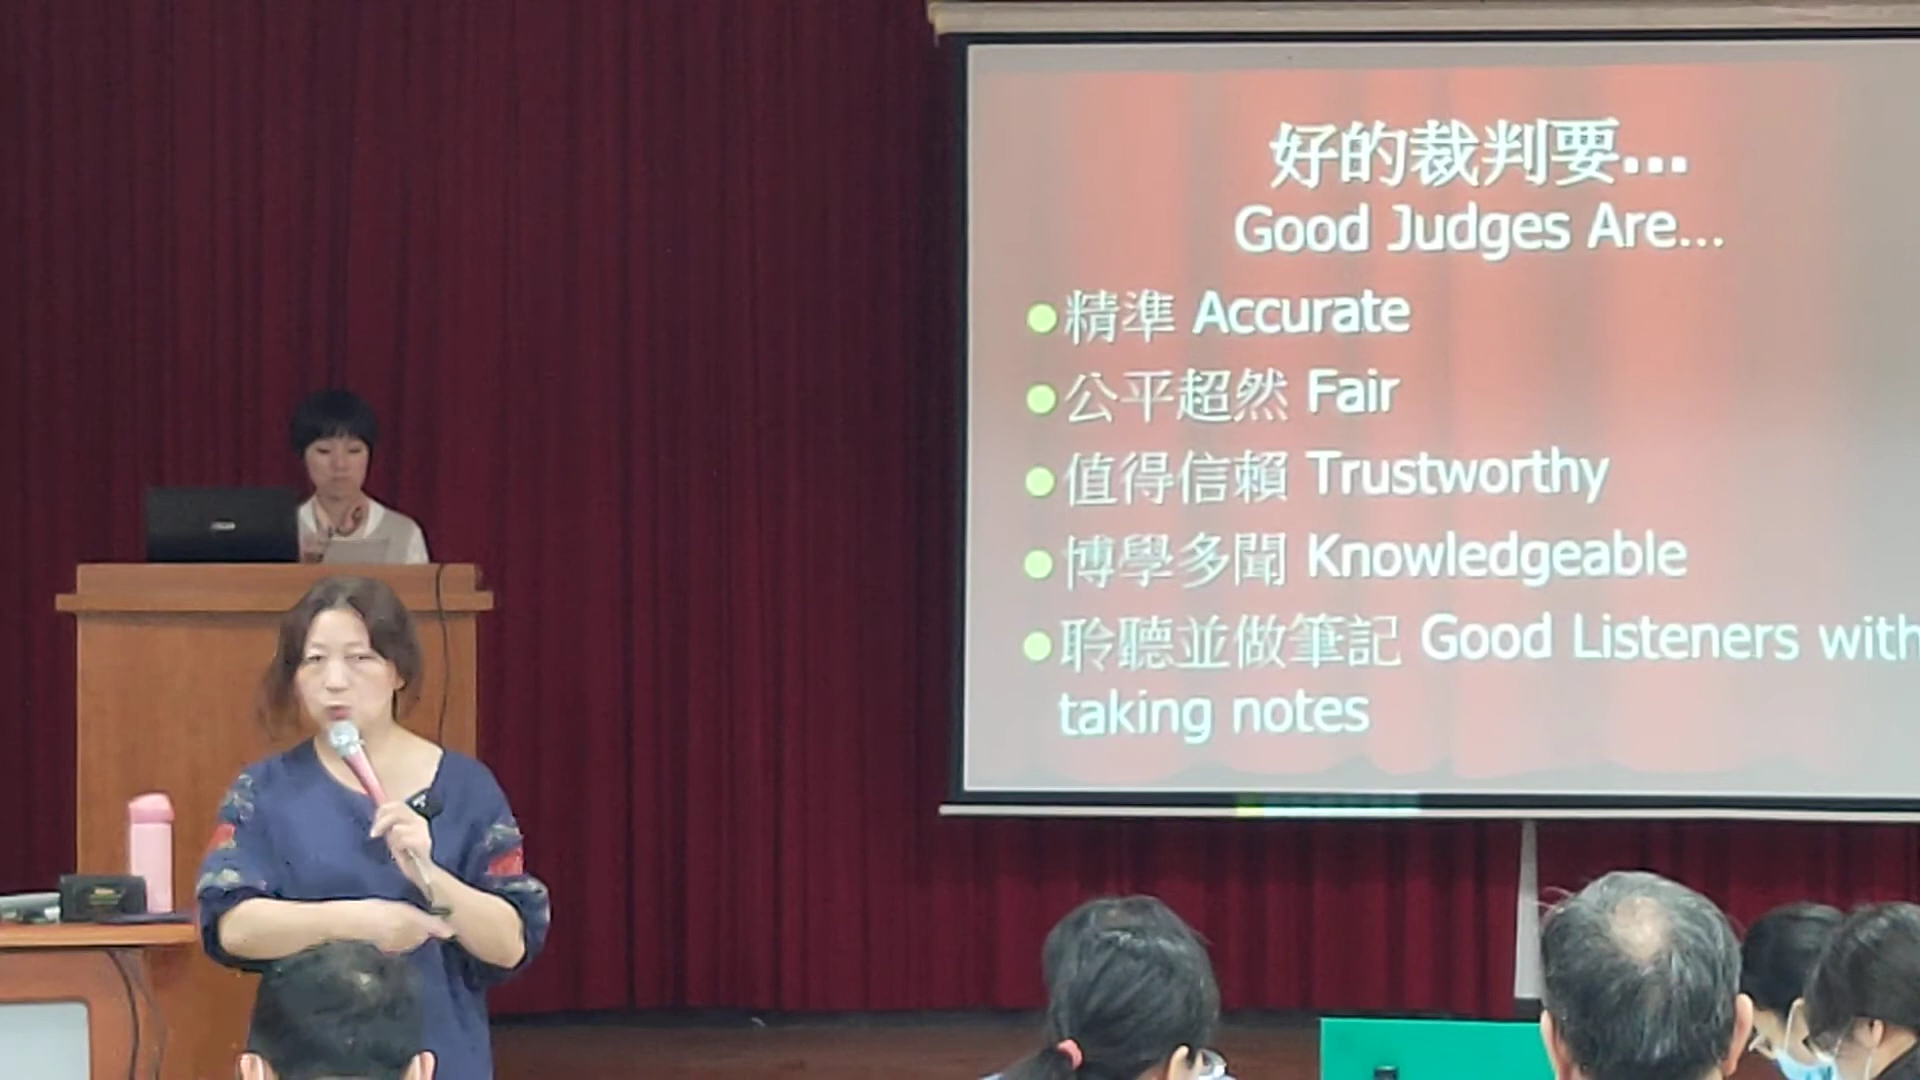 好的裁判要...
Good Judges Are...
精準 Accurate
公平超然 Fair
值得信賴 Trustworthy
博學多聞 Knowledgeable
聆聽並做筆記 Good Listeners with
taking notes